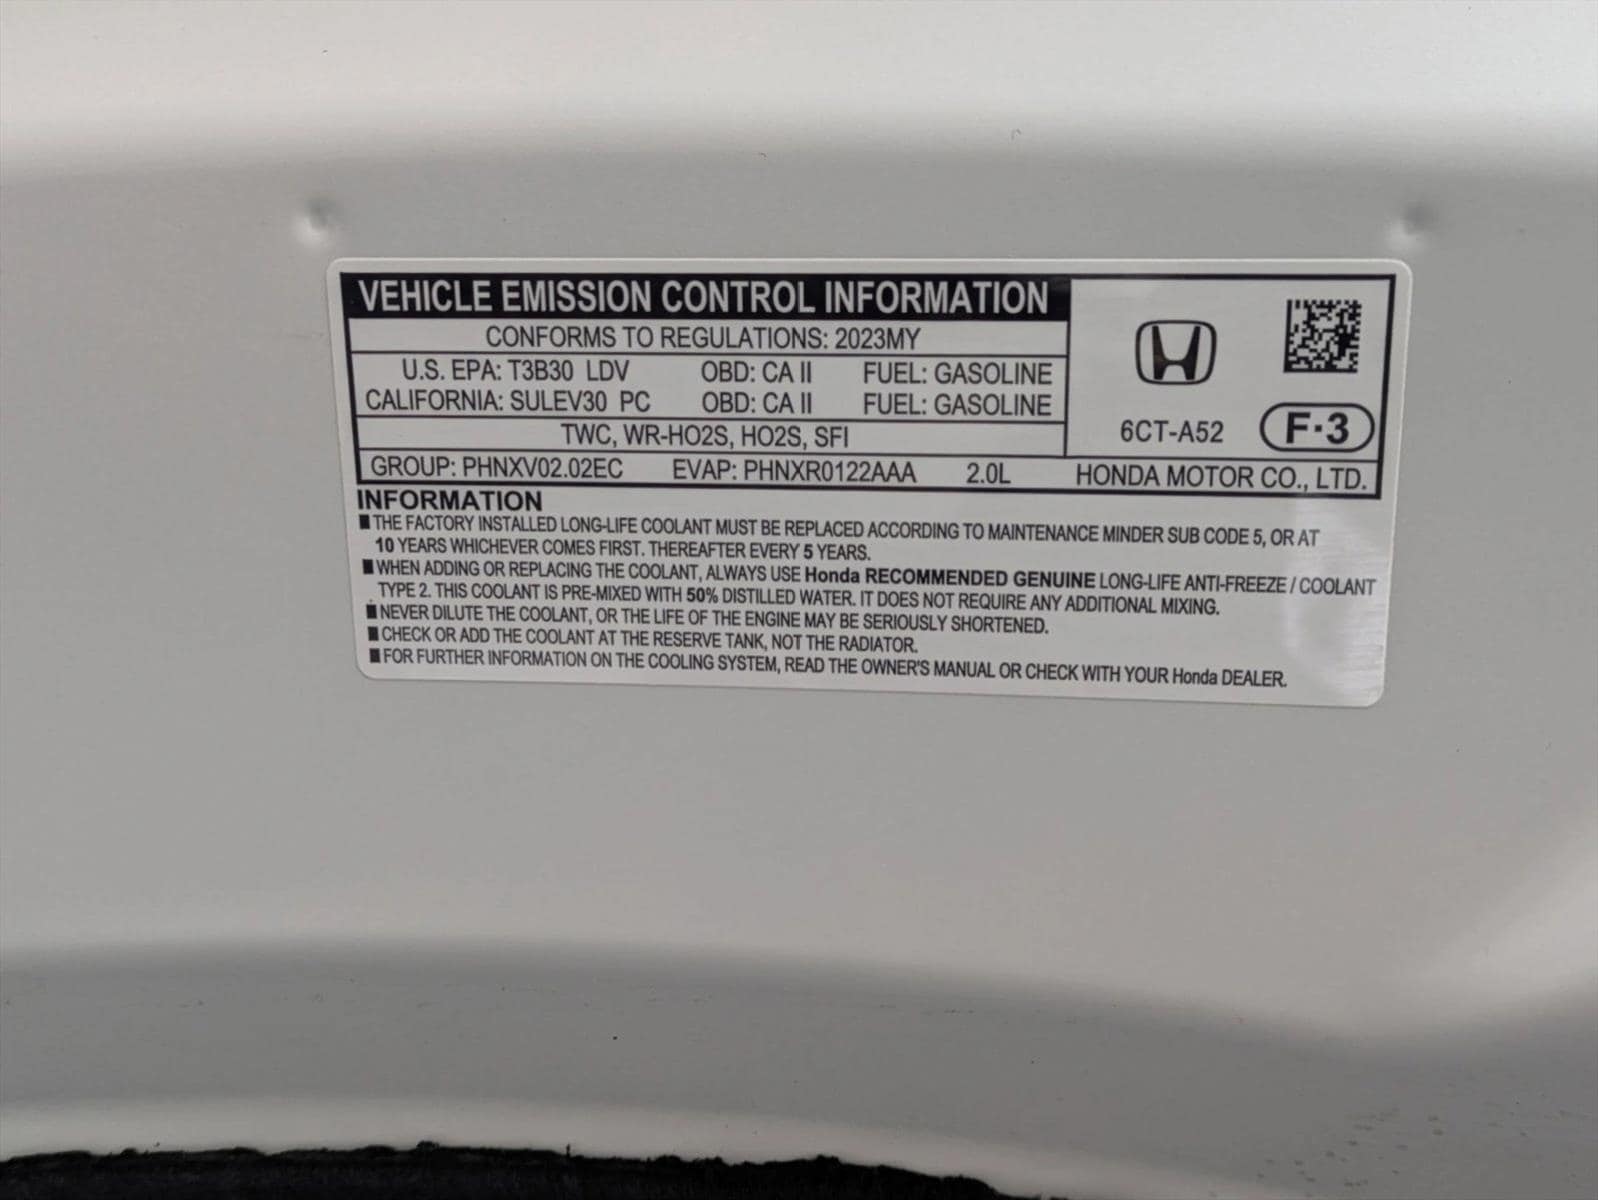 VEHICLE EMISSION CONTROL INFORMATION
CONFORMS TO REGULATIONS: 2023MY
U.S. EPA: T3B30 LDV OBD: CA II FUEL: GASOLINE
CALIFORNIA: SULEV30 PC OBD: CA II FUEL: GASOLINE
6CT-A52 F·3
TWC, WR-HO2S, HO2S, SFI
GROUP: PHNXV02.02EC EVAP: PHNXR0122AAA 2.0L HONDA MOTOR CO., LTD.
INFORMATION
■ THE FACTORY INSTALLED LONG-LIFE COOLANT MUST BE REPLACED ACCORDING TO MAINTENANCE MINDER SUB CODE 5, OR AT
10 YEARS WHICHEVER COMES FIRST. THEREAFTER EVERY 5 YEARS.
■ WHEN ADDING OR REPLACING THE COOLANT, ALWAYS USE Honda RECOMMENDED GENUINE LONG-LIFE ANTI-FREEZE / COOLANT
TYPE 2. THIS COOLANT IS PRE-MIXED WITH 50% DISTILLED WATER. IT DOES NOT REQUIRE ANY ADDITIONAL MIXING.
■ NEVER DILUTE THE COOLANT, OR THE LIFE OF THE ENGINE MAY BE SERIOUSLY SHORTENED.
■ CHECK OR ADD THE COOLANT AT THE RESERVE TANK, NOT THE RADIATOR.
■ FOR FURTHER INFORMATION ON THE COOLING SYSTEM, READ THE OWNER'S MANUAL OR CHECK WITH YOUR Honda DEALER.